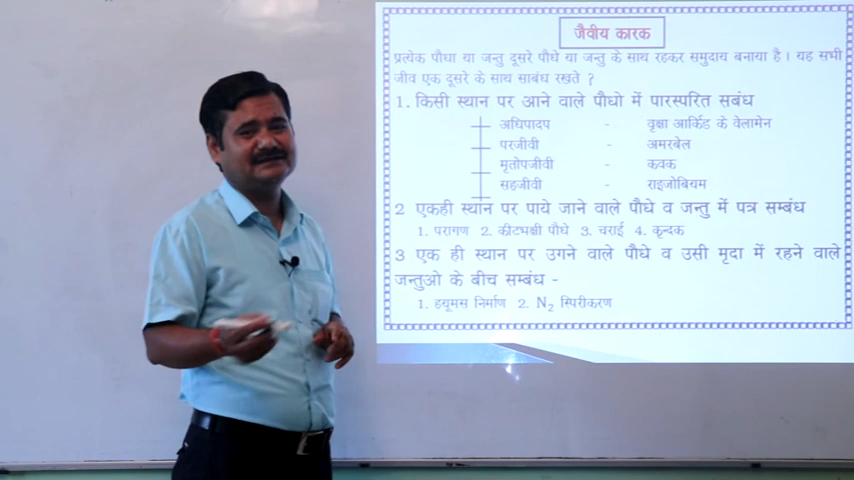 जैवीय कारक
प्रत्येक पौधा या जन्तु दूसरे पौधे या जन्तु के साथ रहकर समुदाय बनाया है। यह सभी
जीव एक दूसरे के साथ साबंध रखते ?
1. किसी स्थान पर आने वाले पौधो में पारस्परित सबंध
अधिपादप - वृक्षा आर्किड के वेलामेन
परजीवी - अमरबेल
मृतोपजीवी - कवक
सहजीवी - राइजोबियम
2 एकही स्थान पर पाये जाने वाले पौधे व जन्तु में पत्र सम्बंध
1. परागण 2. कीटभक्षी पौधे 3. चराई 4. कृन्दक
3 एक ही स्थान पर उगने वाले पौधे व उसी मृदा में रहने वाले
जन्तुओ के बीच सम्बंध -
1. हयूमस निर्माण 2. N₂ स्पिरीकरण